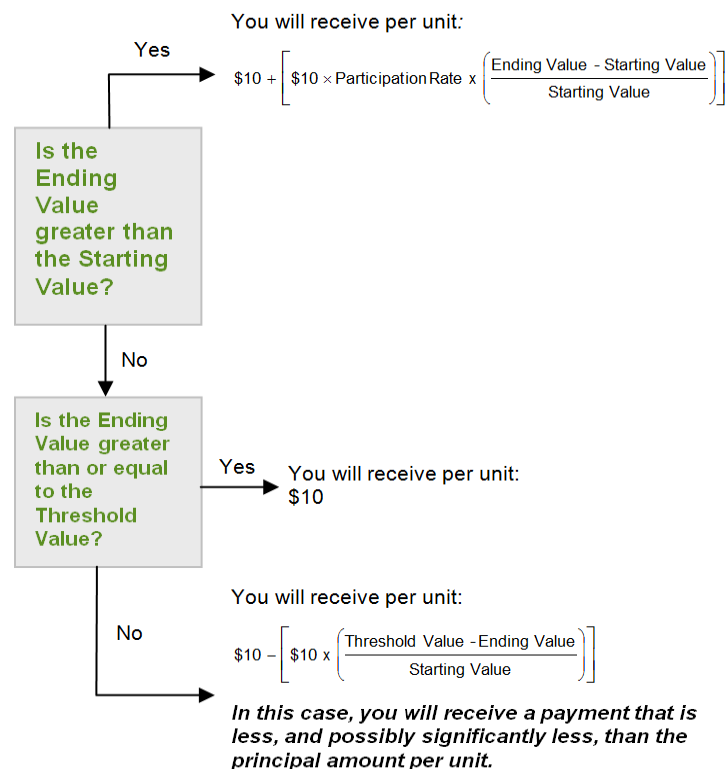 You will receive per unit:
Yes
$10 + [ $10 × Participation Rate x ( Ending Value - Starting Value
Starting Value ) ]
Is the
Ending
Value
greater than
the Starting
Value?
No
Is the Ending
Value greater
than or equal
to the
Threshold
Value?
Yes
You will receive per unit:
$10
You will receive per unit:
No
$10 – [ $10 x ( Threshold Value - Ending Value
Starting Value ) ]
In this case, you will receive a payment that is
less, and possibly significantly less, than the
principal amount per unit.